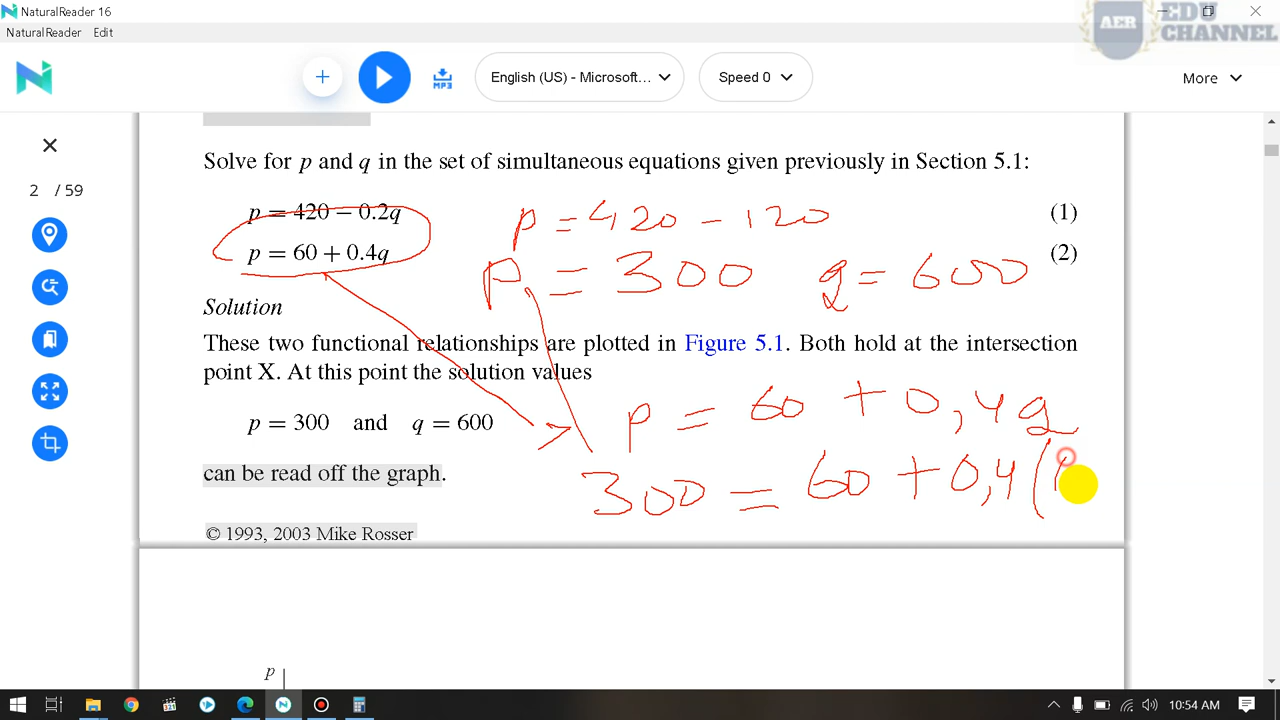 NaturalReader 16
NaturalReader Edit
AER EDU CHANNEL
English (US) - Microsoft...
Speed 0
More
MP3
2 / 59
Solve for p and q in the set of simultaneous equations given previously in Section 5.1:
p = 420 − 0.2q (1)
p = 420 - 120
p = 60 + 0.4q (2)
P = 300 q = 600
Solution
These two functional relationships are plotted in Figure 5.1. Both hold at the intersection
point X. At this point the solution values
p = 60 + 0,4q
p = 300 and q = 600
300 = 60 + 0,4 (
can be read off the graph.
© 1993, 2003 Mike Rosser
p
10:54 AM